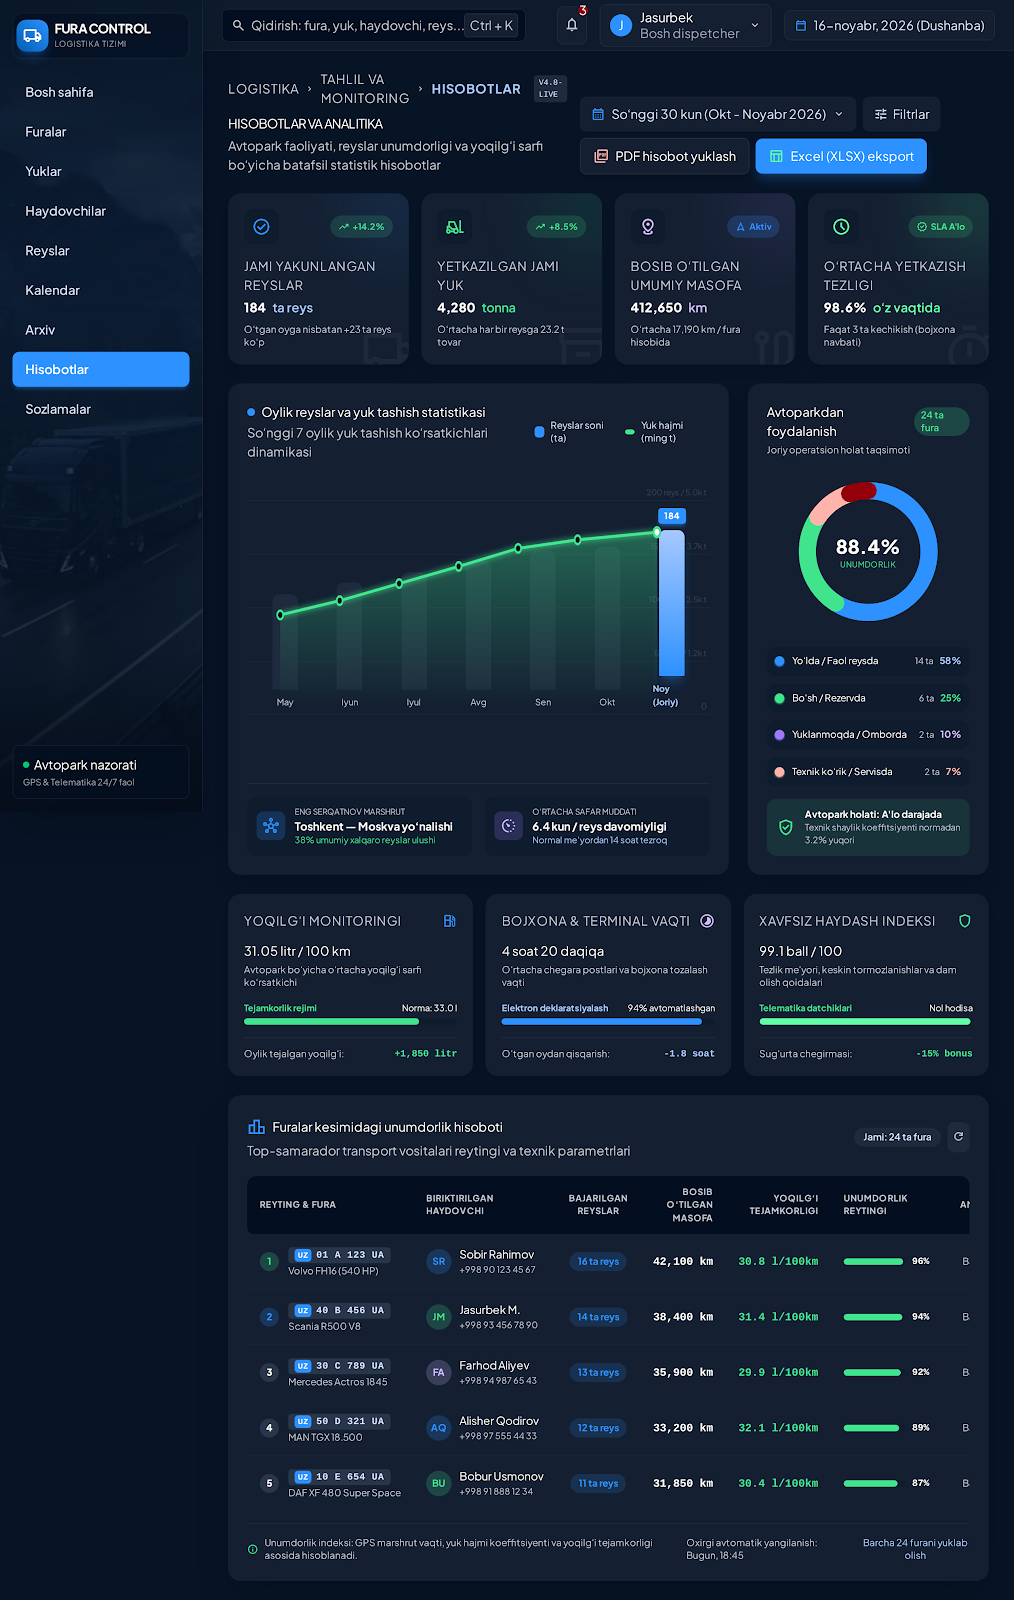 FURA CONTROL
LOGISTIKA TIZIMI
Bosh sahifa
Furalar
Yuklar
Haydovchilar
Reyslar
Kalendar
Arxiv
Hisobotlar
Sozlamalar
Avtopark nazorati
GPS & Telematika 24/7 faol
Qidirish: fura, yuk, haydovchi, reys... Ctrl + K
3
J
Jasurbek
Bosh dispetcher
16-noyabr, 2026 (Dushanba)
LOGISTIKA › TAHLIL VA MONITORING › HISOBOTLAR
V4.8-LIVE
HISOBOTLAR VA ANALITIKA
Avtopark faoliyati, reyslar unumdorligi va yoqilg‘i sarfi
bo‘yicha batafsil statistik hisobotlar
So‘nggi 30 kun (Okt - Noyabr 2026)
Filtrlar
PDF hisobot yuklash
Excel (XLSX) eksport
+14.2%
JAMI YAKUNLANGAN
REYSLAR
184 ta reys
O‘tgan oyga nisbatan +23 ta reys
ko‘p
+8.5%
YETKAZILGAN JAMI
YUK
4,280 tonna
O‘rtacha har bir reysga 23.2 t
tovar
Aktiv
BOSIB O‘TILGAN
UMUMIY MASOFA
412,650 km
O‘rtacha 17,190 km / fura
hisobida
SLA A'lo
O‘RTACHA YETKAZISH
TEZLIGI
98.6% o‘z vaqtida
Faqat 3 ta kechikish (bojxona
navbati)
Oylik reyslar va yuk tashish statistikasi
So‘nggi 7 oylik yuk tashish ko‘rsatkichlari
dinamikasi
Reyslar soni
(ta)
Yuk hajmi
(ming t)
200 reys / 5.0k t
184
3.7k t
2.5k t
1.2k t
0
May
Iyun
Iyul
Avg
Sen
Okt
Noy
(Joriy)
ENG SERQATNOV MARSHRUT
Toshkent — Moskva yo‘nalishi
38% umumiy xalqaro reyslar ulushi
O‘RTACHA SAFAR MUDDATI
6.4 kun / reys davomiyligi
Normal me’yordan 14 soat tezroq
Avtoparkdan
foydalanish
24 ta
fura
Joriy operatsion holat taqsimoti
88.4%
UNUMDORLIK
Yo‘lda / Faol reysda 14 ta 58%
Bo‘sh / Rezervda 6 ta 25%
Yuklanmoqda / Omborda 2 ta 10%
Texnik ko‘rik / Servisda 2 ta 7%
Avtopark holati: A'lo darajada
Texnik shaylik koeffitsiyenti normadan
3.2% yuqori
YOQILG‘I MONITORINGI
31.05 litr / 100 km
Avtopark bo‘yicha o‘rtacha yoqilg‘i sarfi
ko‘rsatkichi
Tejamkorlik rejimi Norma: 33.0 l
Oylik tejalgan yoqilg‘i: +1,850 litr
BOJXONA & TERMINAL VAQTI
4 soat 20 daqiqa
O‘rtacha chegara postlari va bojxona tozalash
vaqti
Elektron deklaratsiyalash 94% avtomatlashgan
O‘tgan oydan qisqarish: -1.8 soat
XAVFSIZ HAYDASH INDEKSI
99.1 ball / 100
Tezlik me’yori, keskin tormozlanishlar va dam
olish qoidalari
Telematika datchiklari Nol hodisa
Sug‘urta chegirmasi: -15% bonus
Furalar kesimidagi unumdorlik hisoboti
Top-samarador transport vositalari reytingi va texnik parametrlari
Jami: 24 ta fura
REYTING & FURA
BIRIKTIRILGAN
HAYDOVCHI
BAJARILGAN
REYSLAR
BOSIB
O‘TILGAN
MASOFA
YOQILG‘I
TEJAMKORLIGI
UNUMDORLIK
REYTINGI
1 UZ 01 A 123 UA
Volvo FH16 (540 HP)
SR Sobir Rahimov
+998 90 123 45 67
16 ta reys 42,100 km 30.8 l/100km 96%
2 UZ 40 B 456 UA
Scania R500 V8
JM Jasurbek M.
+998 93 456 78 90
14 ta reys 38,400 km 31.4 l/100km 94%
3 UZ 30 C 789 UA
Mercedes Actros 1845
FA Farhod Aliyev
+998 94 987 65 43
13 ta reys 35,900 km 29.9 l/100km 92%
4 UZ 50 D 321 UA
MAN TGX 18.500
AQ Alisher Qodirov
+998 97 555 44 33
12 ta reys 33,200 km 32.1 l/100km 89%
5 UZ 10 E 654 UA
DAF XF 480 Super Space
BU Bobur Usmonov
+998 91 888 12 34
11 ta reys 31,850 km 30.4 l/100km 87%
Unumdorlik indeksi: GPS marshrut vaqti, yuk hajmi koeffitsiyenti va yoqilg‘i tejamkorligi
asosida hisoblanadi.
Oxirgi avtomatik yangilanish:
Bugun, 18:45
Barcha 24 furani yuklab
olish